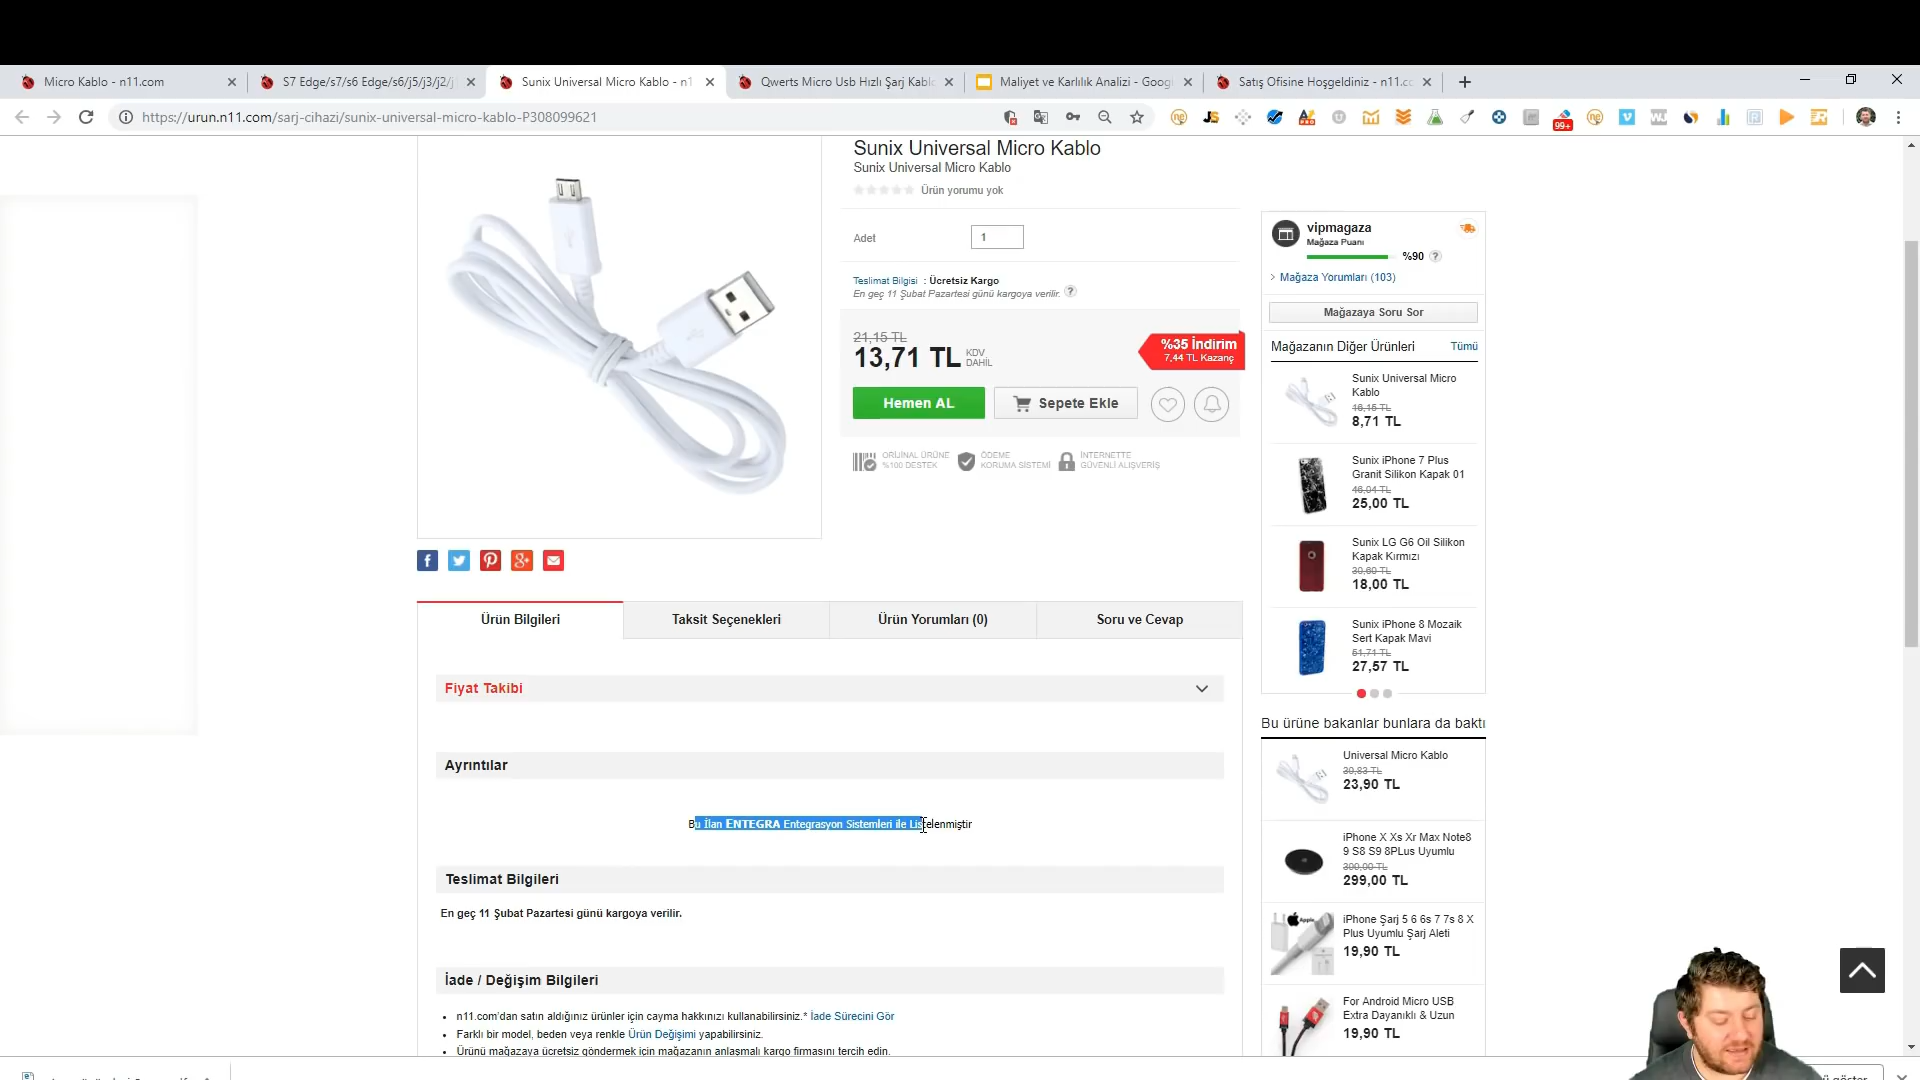 Micro Kablo - n11.com
S7 Edge/s7/s6 Edge/s6/j5/j3/j2/j
Sunix Universal Micro Kablo - n1
Qwerts Micro Usb Hızlı Şarj Kabl
Maliyet ve Karlılık Analizi - Goog
Satış Ofisine Hoşgeldiniz - n11.co
https://urun.n11.com/sarj-cihazi/sunix-universal-micro-kablo-P308099621
99+
Sunix Universal Micro Kablo
Sunix Universal Micro Kablo
Ürün yorumu yok
Adet
1
Teslimat Bilgisi : Ücretsiz Kargo
En geç 11 Şubat Pazartesi günü kargoya verilir. ?
21,15 TL
13,71 TL KDV DAHİL
%35 İndirim
7,44 TL Kazanç
Hemen AL
Sepete Ekle
ORİJİNAL ÜRÜNE
%100 DESTEK
ÖDEME
KORUMA SİSTEMİ
İNTERNETTE
GÜVENLİ ALIŞVERİŞ
Ürün Bilgileri
Taksit Seçenekleri
Ürün Yorumları (0)
Soru ve Cevap
Fiyat Takibi
Ayrıntılar
Bu İlan ENTEGRA Entegrasyon Sistemleri ile Listelenmiştir
Teslimat Bilgileri
En geç 11 Şubat Pazartesi günü kargoya verilir.
İade / Değişim Bilgileri
n11.com'dan satın aldığınız ürünler için cayma hakkınızı kullanabilirsiniz.* İade Sürecini Gör
Farklı bir model, beden veya renkle Ürün Değişimi yapabilirsiniz.
Ürünü mağazaya ücretsiz göndermek için mağazanın anlaşmalı kargo firmasını tercih edin.
vipmagaza
Mağaza Puanı
%90 ?
> Mağaza Yorumları (103)
Mağazaya Soru Sor
Mağazanın Diğer Ürünleri
Tümü
Sunix Universal Micro
Kablo
16,15 TL
8,71 TL
Sunix iPhone 7 Plus
Granit Silikon Kapak 01
46,04 TL
25,00 TL
Sunix LG G6 Oil Silikon
Kapak Kırmızı
30,60 TL
18,00 TL
Sunix iPhone 8 Mozaik
Sert Kapak Mavi
51,71 TL
27,57 TL
Bu ürüne bakanlar bunlara da baktı
Universal Micro Kablo
30,83 TL
23,90 TL
iPhone X Xs Xr Max Note8
9 S8 S9 8PLus Uyumlu
390,00 TL
299,00 TL
iPhone Şarj 5 6 6s 7 7s 8 X
Plus Uyumlu Şarj Aleti
19,90 TL
For Android Micro USB
Extra Dayanıklı & Uzun
19,90 TL